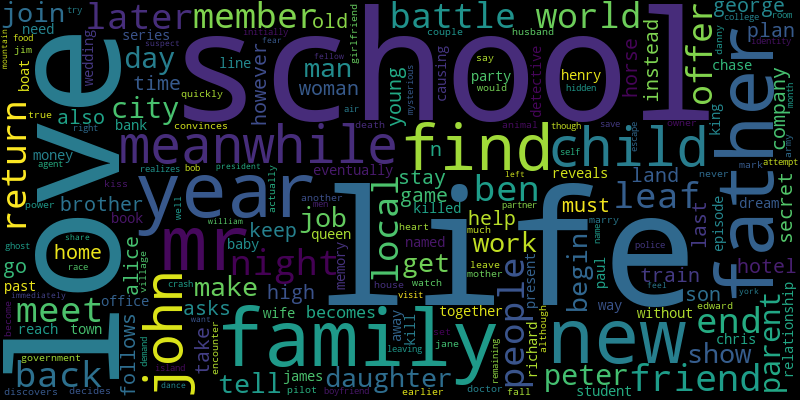 school
life
love
year
family
father
new
find
child
mr
night
meanwhile
john
return
later
member
old
battle
world
join
need
george
college
room
try
mountain
food
jim
boat
true
wedding
series
day
time
line
however
initially
fear
fellow
suspect
girlfriend
couple
husband
say
party
would
henry
hidden
mysterious
causing
young
man
woman
horse
detective
instead
offer
plan
danny
identity
chase
king
company
month
army
city
also
bank
convinces
quickly
air
death
animal
though
save
escape
owner
right
money
agent
power
brother
book
kiss
realizes
bob
president
actually
eventually
n
stay
game
killed
ben
self
left
partner
reveals
must
leaf
land
never
mark
attempt
dream
secret
home
share
race
ghost
go
past
alice
village
well
william
another
men
job
queen
keep
baby
memory
local
get
help
named
heart
much
work
leave
mother
people
present
begin
paul
name
marry
police
train
last
episode
hotel
parent
relationship
son
way
without
feel
edward
york
end
chris
show
friend
meet
immediately
become
reach
town
office
crash
make
high
asks
visit
house
watch
wife
becomes
away
kill
together
set
jane
although
richard
remaining
back
government
discovers
decides
follows
demand
want
island
dance
take
encounter
tell
james
pilot
daughter
boyfriend
leaving
earlier
doctor
fall
peter
student